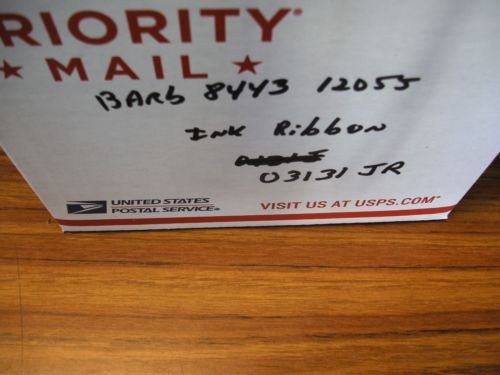 RIORITY®
★ MAIL ★
BARB 8443 12055
INK Ribbon
03131 JR
UNITED STATES
POSTAL SERVICE®
VISIT US AT USPS.COM®